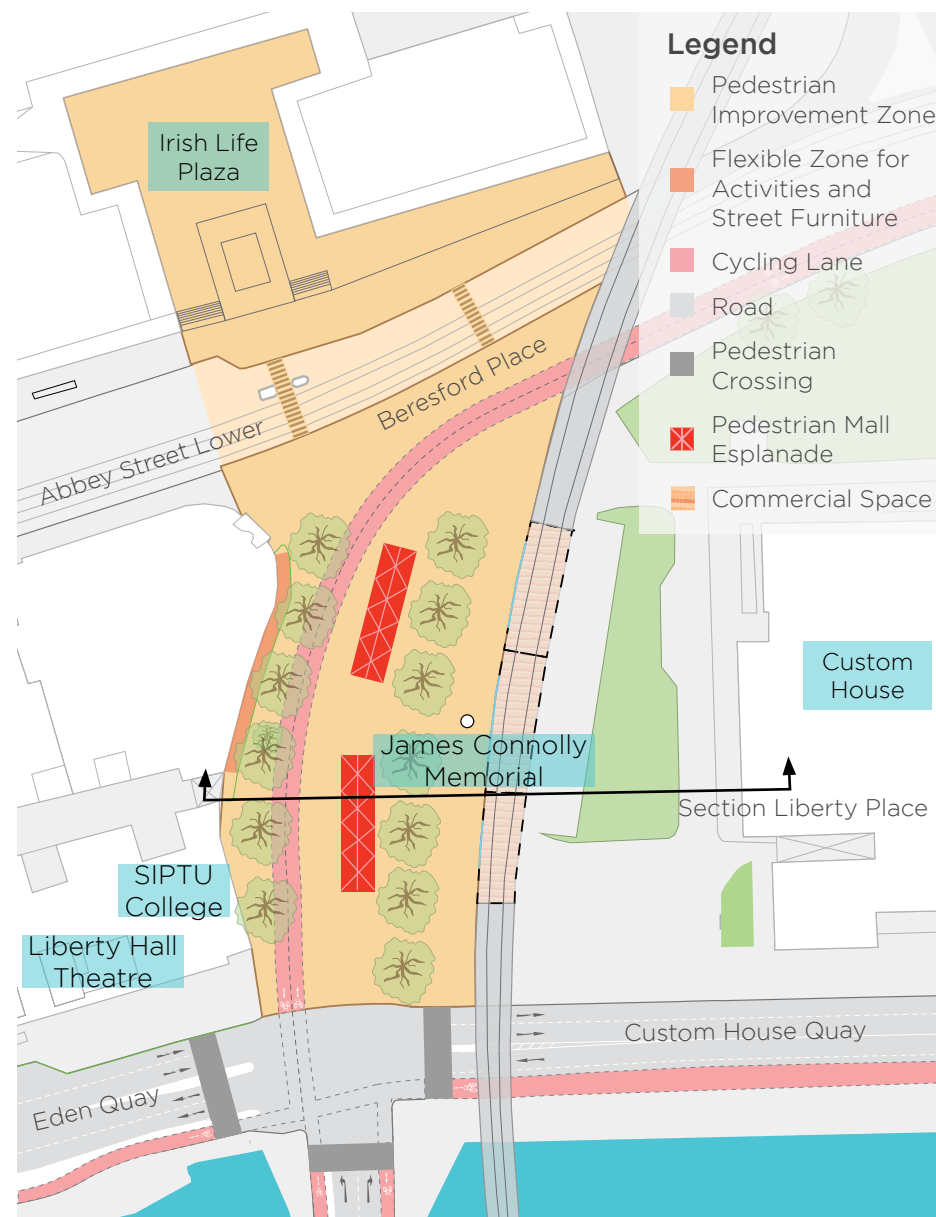 Legend
Pedestrian
Improvement Zone
Flexible Zone for
Activities and
Street Furniture
Cycling Lane
Road
Pedestrian
Crossing
Pedestrian Mall
Esplanade
Commercial Space
Irish Life
Plaza
Beresford Place
Abbey Street Lower
Custom
House
James Connolly
Memorial
Section Liberty Place
SIPTU
College
Liberty Hall
Theatre
Custom House Quay
Eden Quay